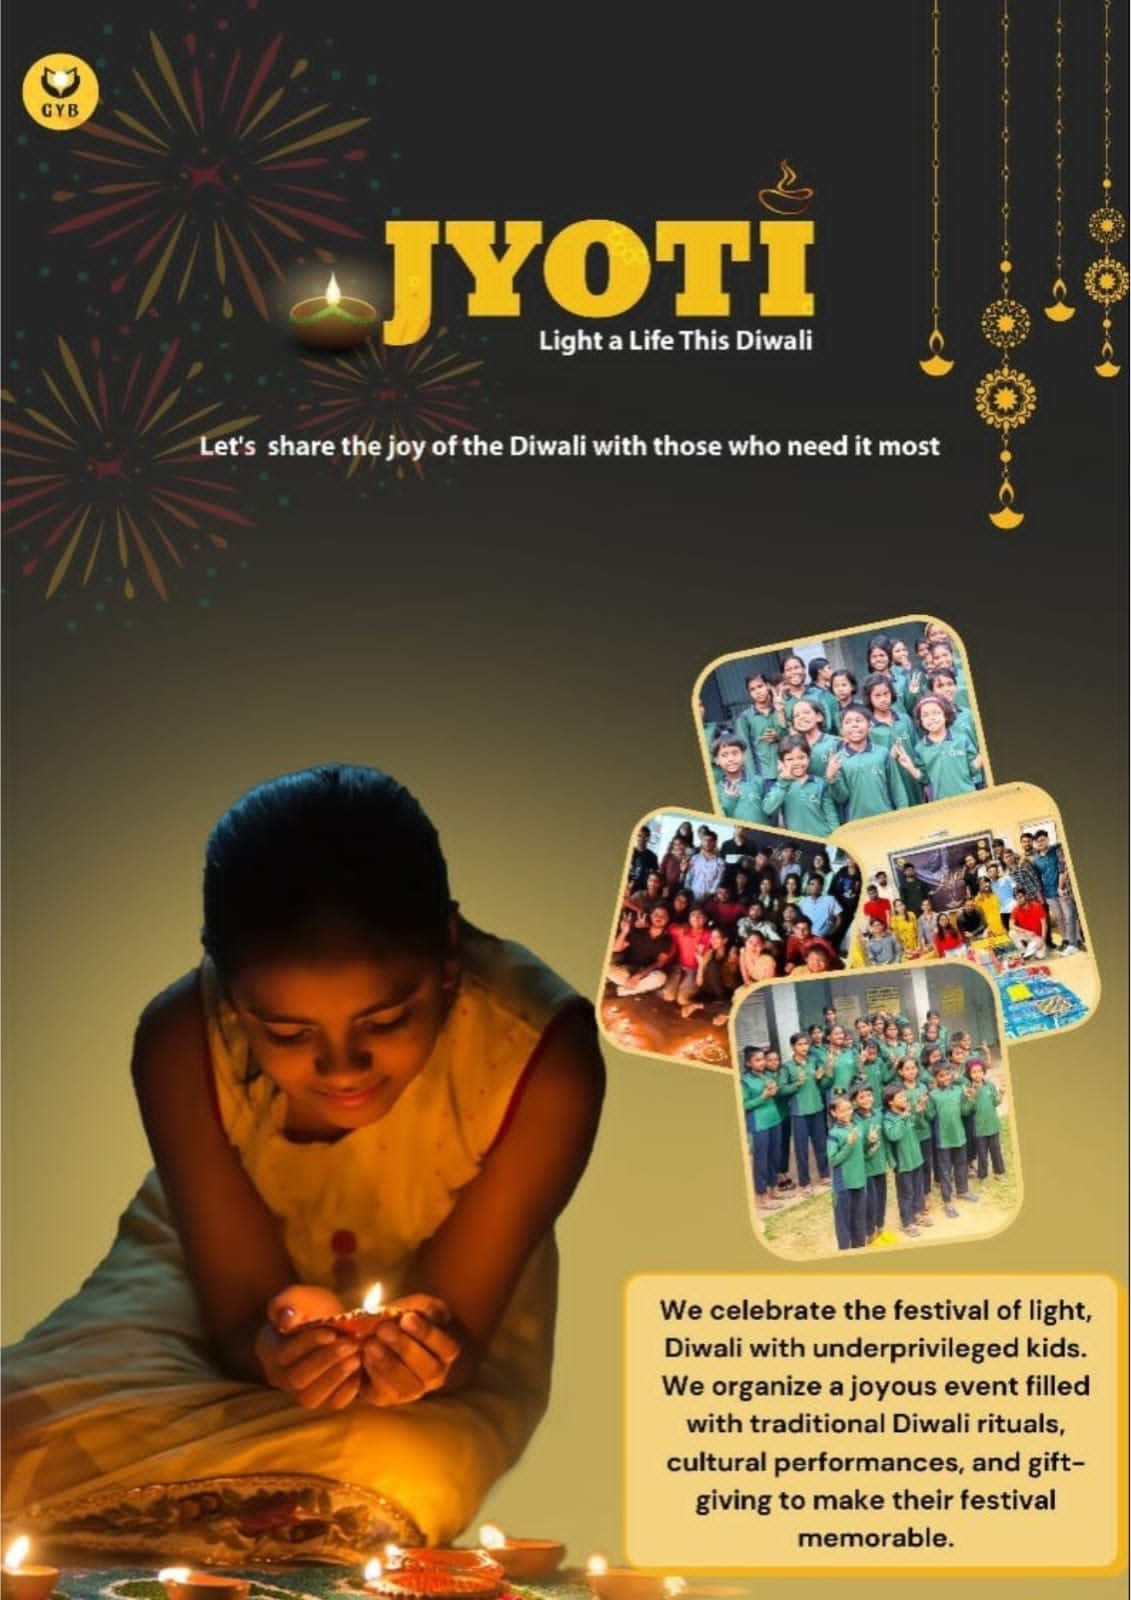 GYB
JYOTI
Light a Life This Diwali
Let's share the joy of the Diwali with those who need it most
We celebrate the festival of light,
Diwali with underprivileged kids.
We organize a joyous event filled
with traditional Diwali rituals,
cultural performances, and gift-
giving to make their festival
memorable.